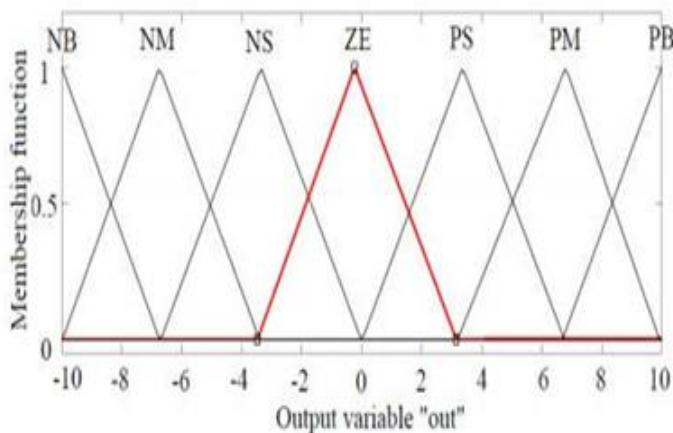 NB NM NS ZE PS PM PB
1
0.5
0
Membership function
-10 -8 -6 -4 -2 0 2 4 6 8 10
Output variable "out"